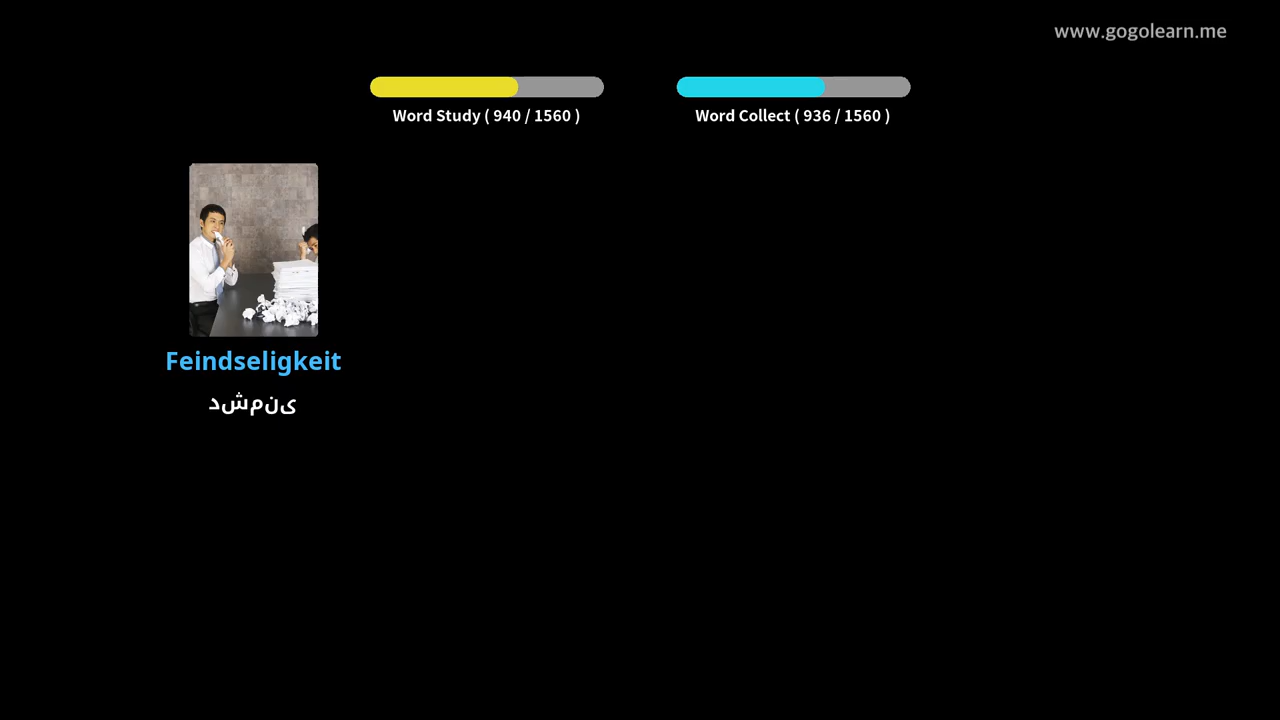 www.gogolearn.me
Word Study ( 940 / 1560 )
Word Collect ( 936 / 1560 )
Feindseligkeit
دشمنی